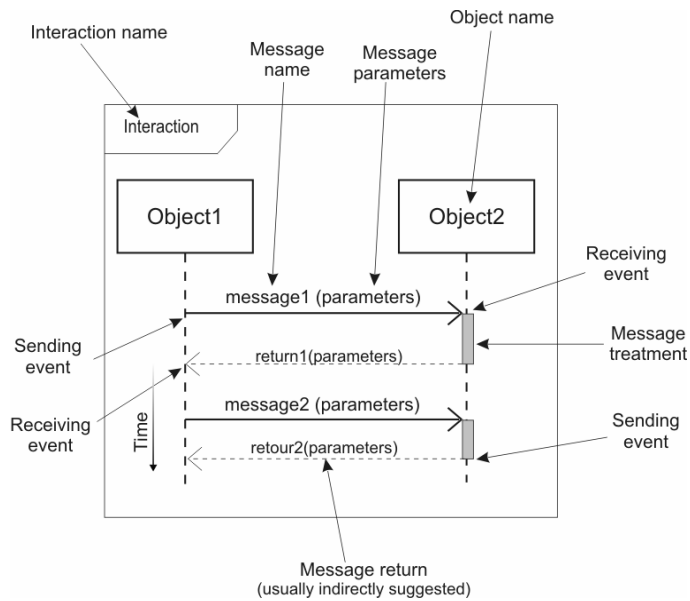 Object name
Interaction name
Message
name
Message
parameters
Interaction
Object1
Object2
Receiving
event
message1 (parameters)
Sending
event
Message
treatment
return1(parameters)
Receiving
event
Time
message2 (parameters)
Sending
event
retour2(parameters)
Message return
(usually indirectly suggested)